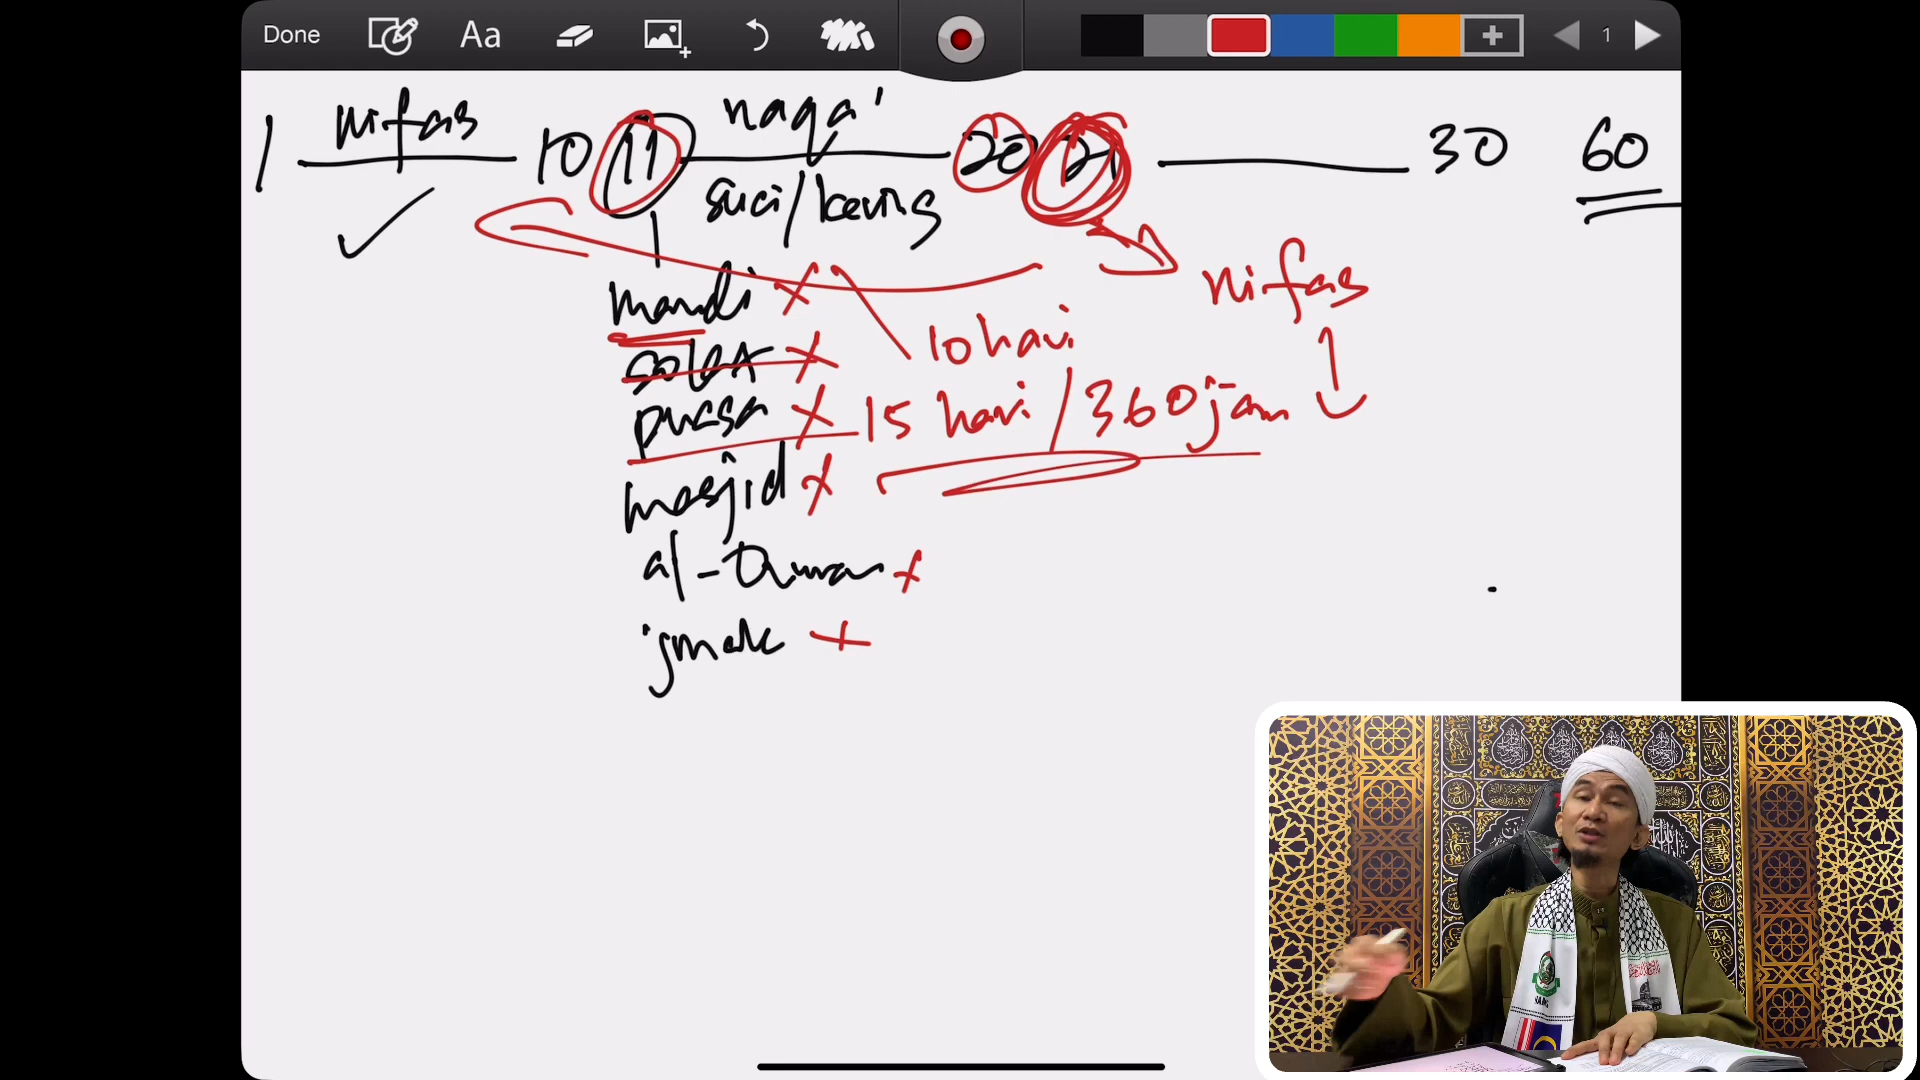 Done Aa 1
1 nifas 10 11 naqa' 20 21 30 60
suci/kering
mandi x nifas
solat x 10 hari
puasa x 15 hari / 360 jam
masjid x
al-Quran x
jimak x